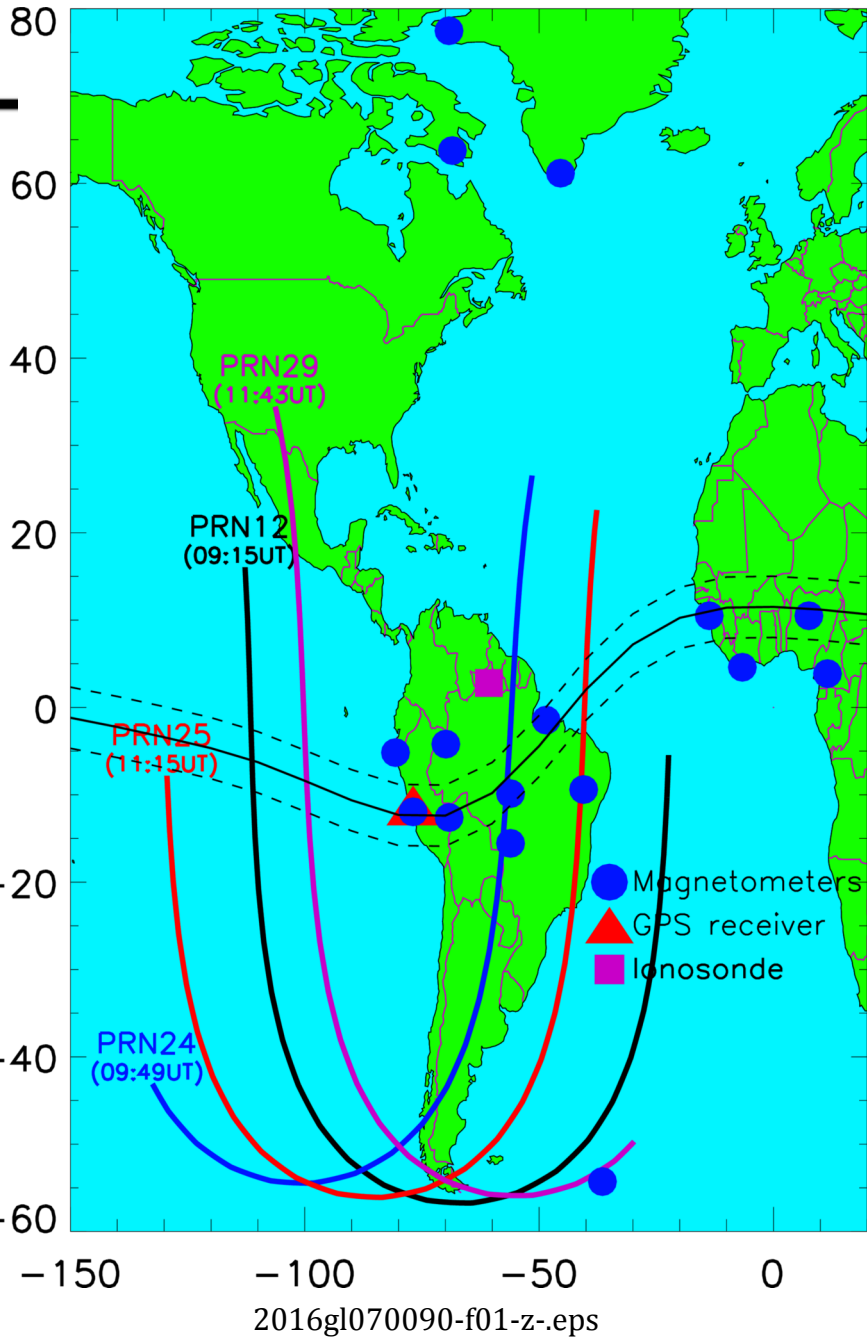 80
60
40
PRN29
(11:43UT)
20
PRN12
(09:15UT)
0
PRN25
(11:15UT)
-20
Magnetometers
GPS receiver
Ionosonde
-40
PRN24
(09:49UT)
-60
−150 −100 −50 0
2016gl070090-f01-z-.eps